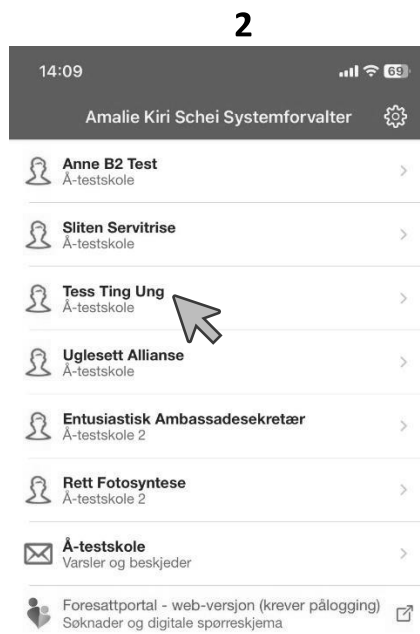 2
14:09
69
Amalie Kiri Schei Systemforvalter
Anne B2 Test
Å-testskole
Sliten Servitrise
Å-testskole
Tess Ting Ung
Å-testskole
Uglesett Allianse
Å-testskole
Entusiastisk Ambassadesekretær
Å-testskole 2
Rett Fotosyntese
Å-testskole 2
Å-testskole
Varsler og beskjeder
Foresattportal - web-versjon (krever pålogging)
Søknader og digitale spørreskjema